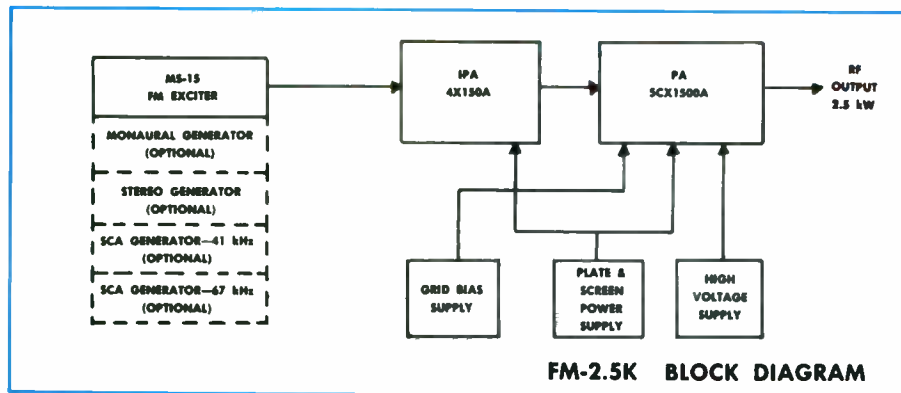 MS-15
FM EXCITER
MONAURAL GENERATOR
(OPTIONAL)
STEREO GENERATOR
(OPTIONAL)
SCA GENERATOR—41 kHz
(OPTIONAL)
SCA GENERATOR—67 kHz
(OPTIONAL)
IPA
4X150A
PA
5CX1500A
RF
OUTPUT
2.5 kW
GRID BIAS
SUPPLY
PLATE &
SCREEN
POWER
SUPPLY
HIGH
VOLTAGE
SUPPLY
FM-2.5K BLOCK DIAGRAM